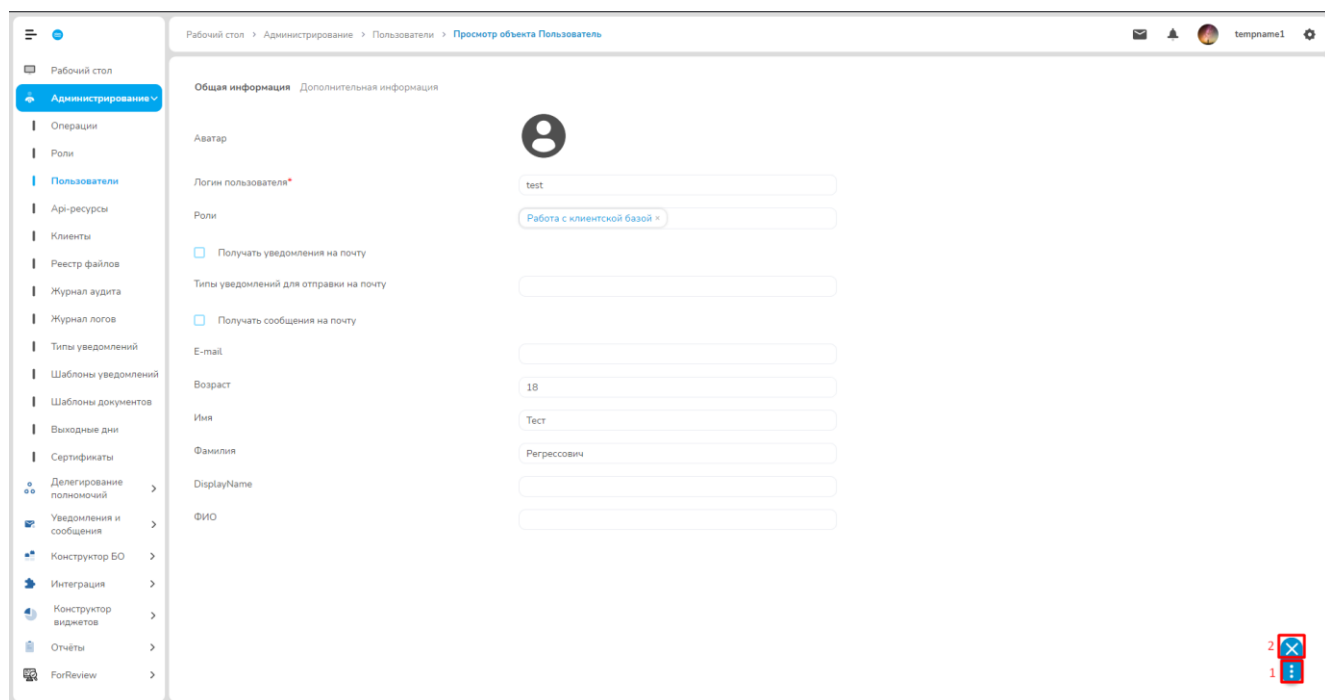 Рабочий стол > Администрирование > Пользователи > Просмотр объекта Пользователь
tempname1
Рабочий стол
Администрирование
Операции
Роли
Пользователи
Api-ресурсы
Клиенты
Реестр файлов
Журнал аудита
Журнал логов
Типы уведомлений
Шаблоны уведомлений
Шаблоны документов
Выходные дни
Сертификаты
Делегирование
полномочий
Уведомления и
сообщения
Конструктор БО
Интеграция
Конструктор
виджетов
Отчёты
ForReview
Общая информация Дополнительная информация
Аватар
Логин пользователя*
test
Роли
Работа с клиентской базой ×
Получать уведомления на почту
Типы уведомлений для отправки на почту
Получать сообщения на почту
E-mail
Возраст
18
Имя
Тест
Фамилия
Регрессович
DisplayName
ФИО
2
1